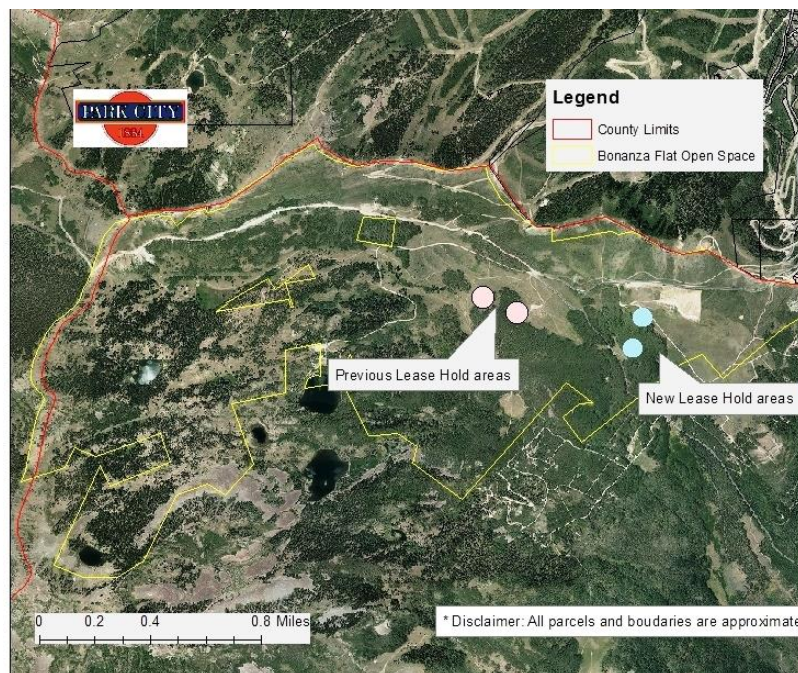 PARK CITY
1884
Legend
County Limits
Bonanza Flat Open Space
Previous Lease Hold areas
New Lease Hold areas
0 0.2 0.4 0.8 Miles
* Disclaimer: All parcels and boudaries are approximate